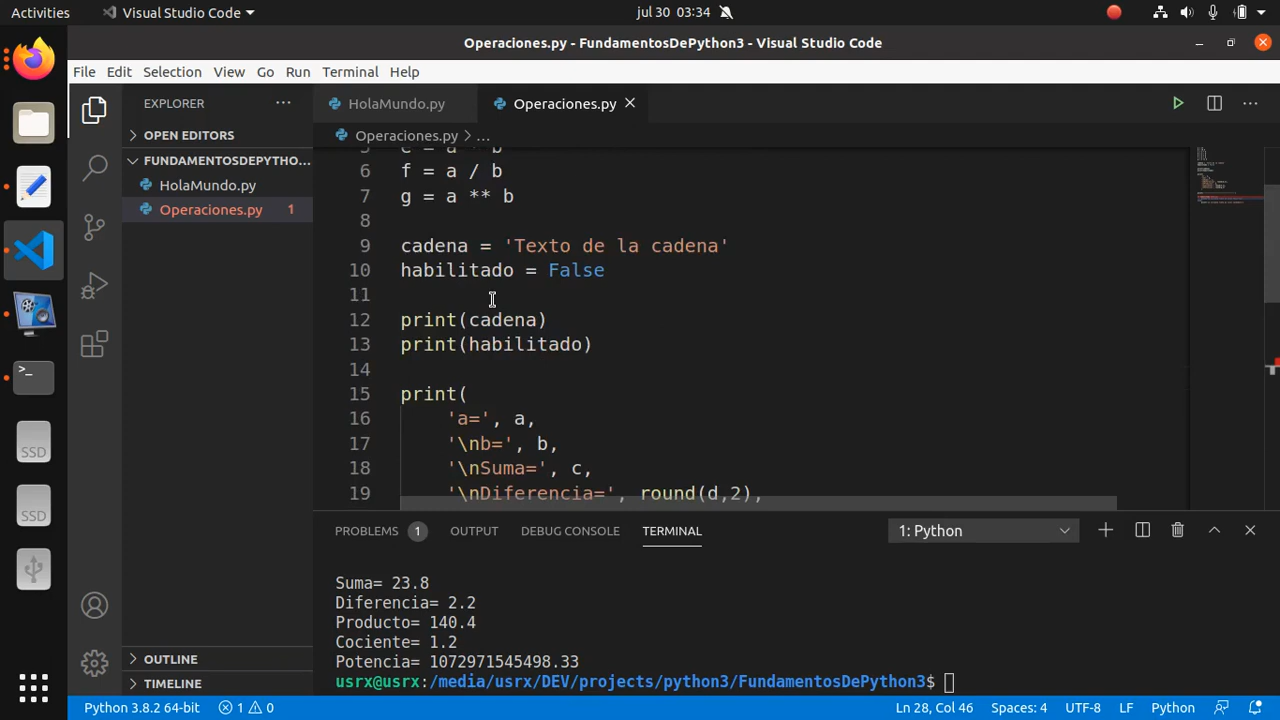 Activities
Visual Studio Code
jul 30 03:34
Operaciones.py - FundamentosDePython3 - Visual Studio Code
File Edit Selection View Go Run Terminal Help
EXPLORER
HolaMundo.py
Operaciones.py
OPEN EDITORS
Operaciones.py > ...
FUNDAMENTOSDEPYTHO...
HolaMundo.py
Operaciones.py 1
6 f = a / b
7 g = a ** b
8
9 cadena = 'Texto de la cadena'
10 habilitado = False
11
12 print(cadena)
13 print(habilitado)
14
15 print(
16 'a=', a,
17 '\nb=', b,
18 '\nSuma=', c,
19 '\nDiferencia=', round(d,2),
PROBLEMS 1 OUTPUT DEBUG CONSOLE TERMINAL
1: Python
Suma= 23.8
Diferencia= 2.2
Producto= 140.4
Cociente= 1.2
Potencia= 1072971545498.33
usrx@usrx:/media/usrx/DEV/projects/python3/FundamentosDePython3$
SSD
SSD
OUTLINE
TIMELINE
Python 3.8.2 64-bit 1 0
Ln 28, Col 46 Spaces: 4 UTF-8 LF Python